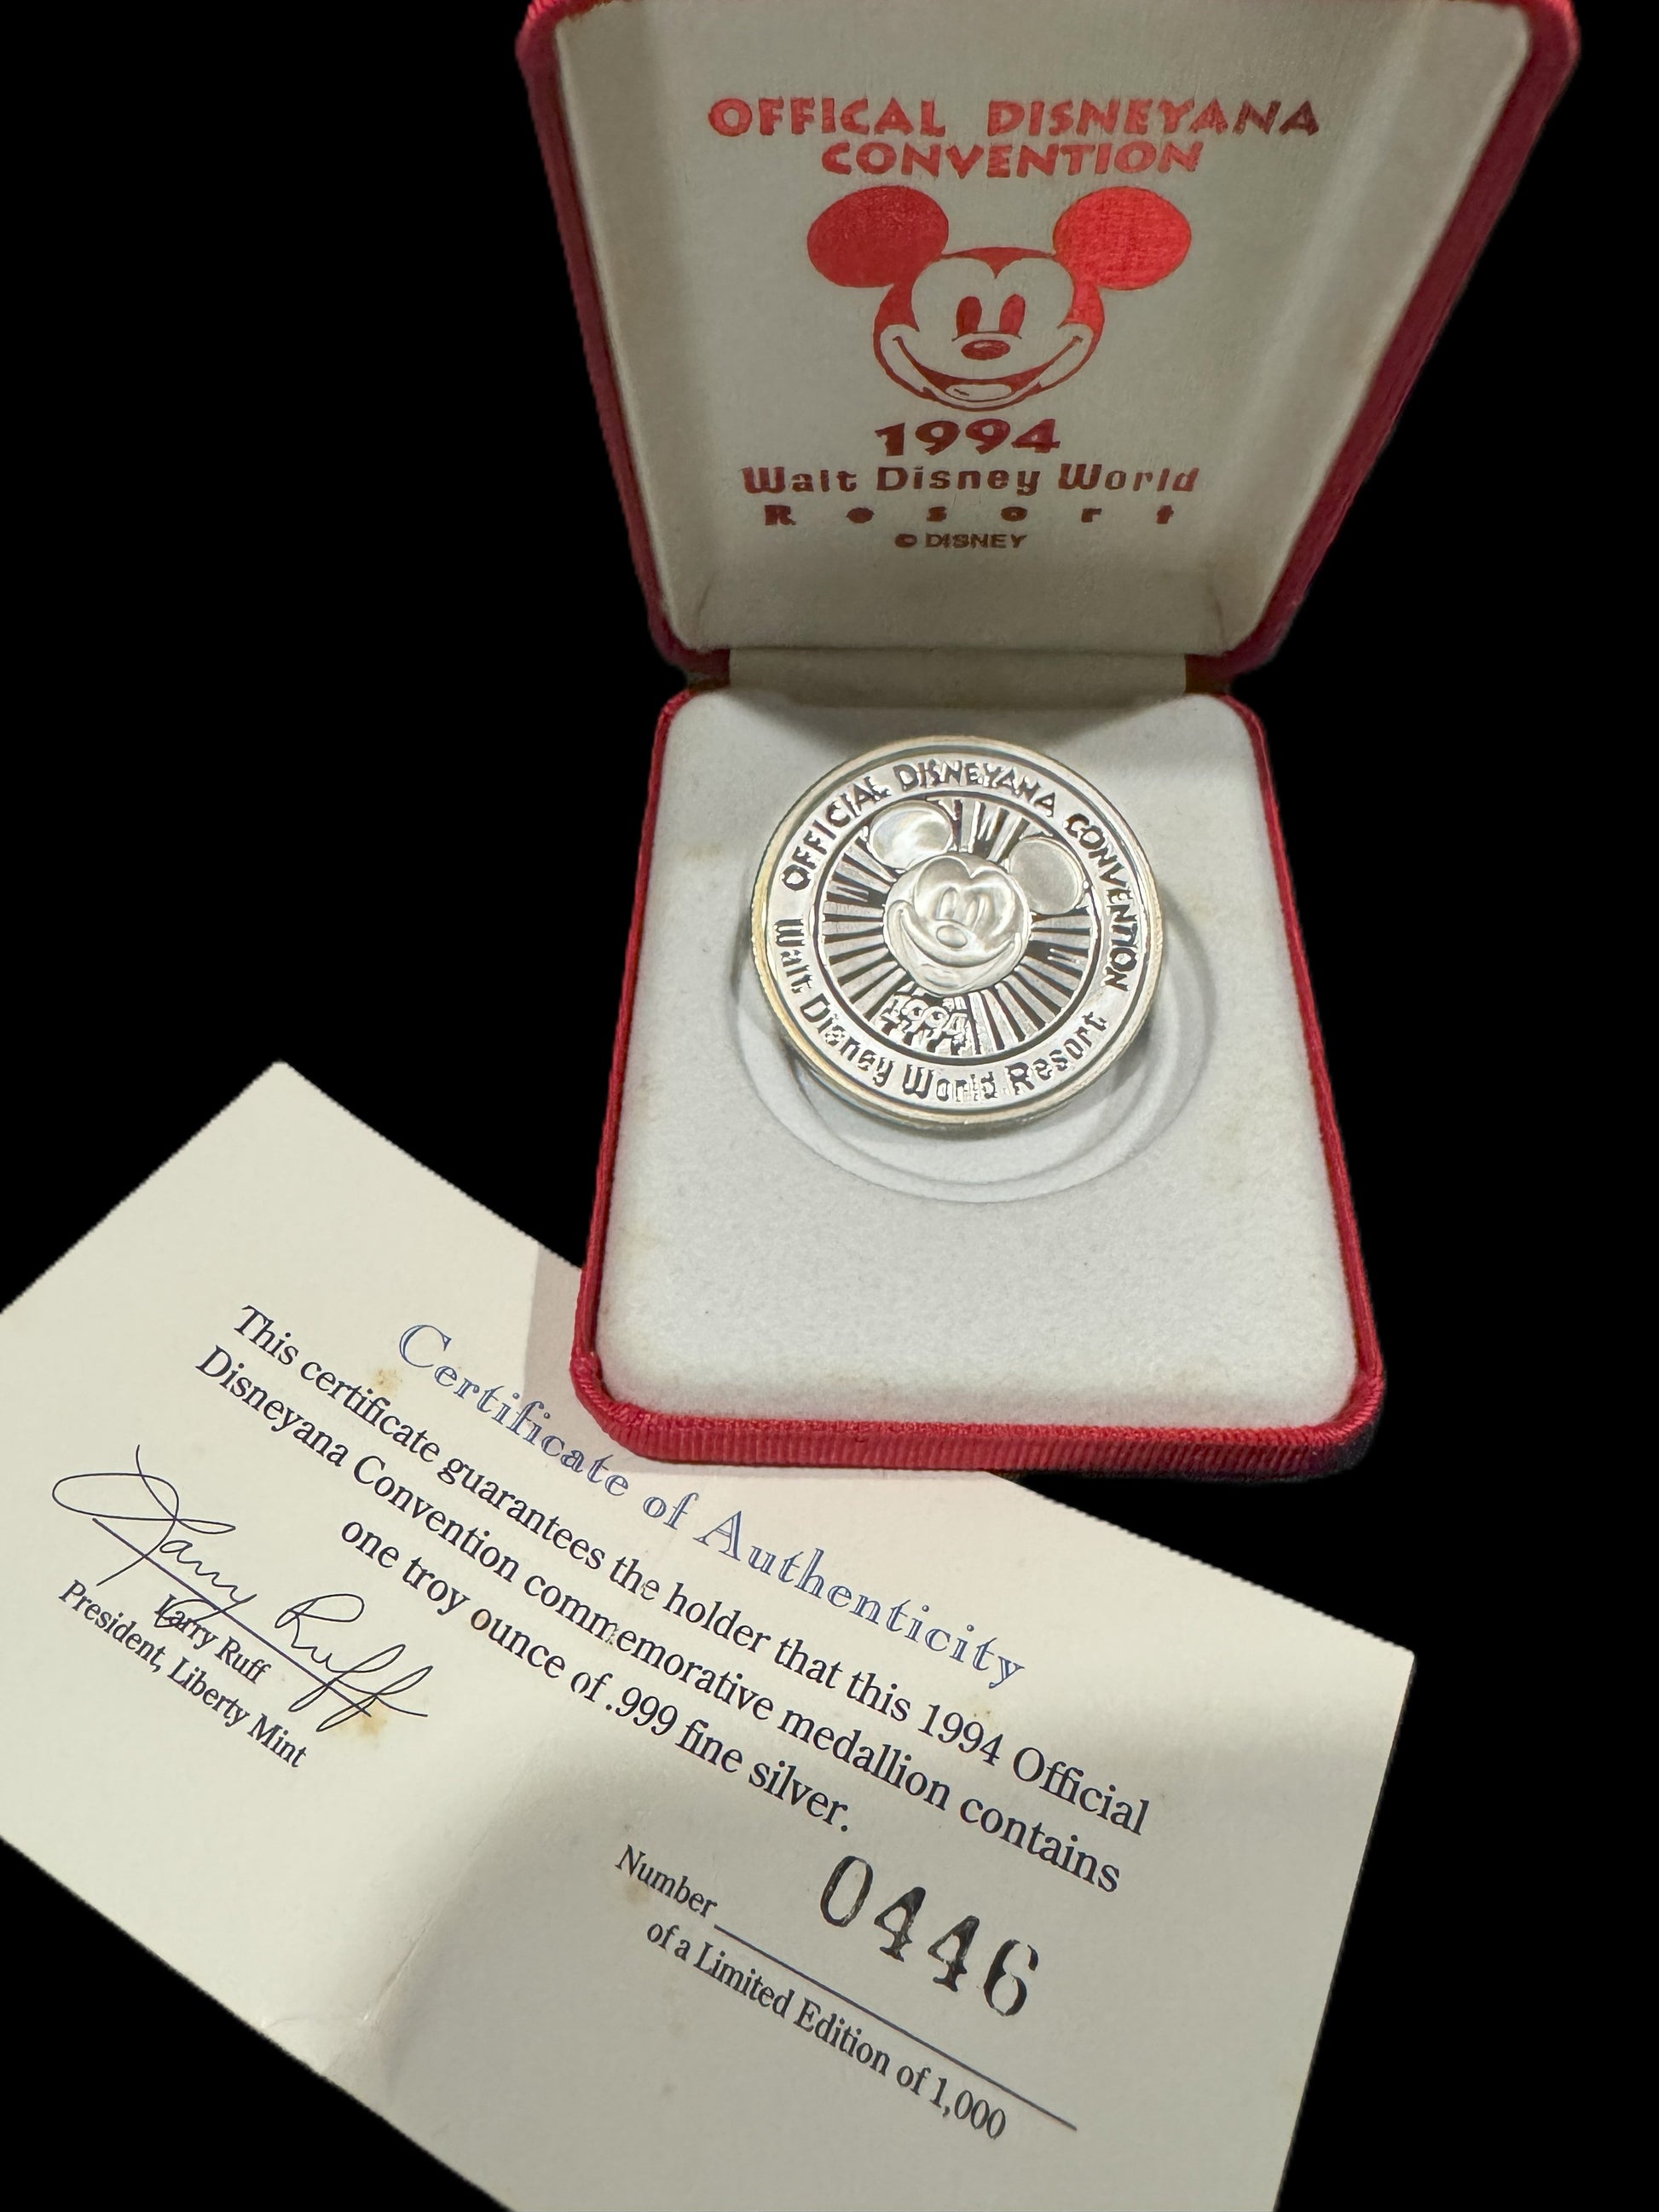 OFFICAL DISNEYANA
CONVENTION
1994
Walt Disney World
Resort
© DISNEY
OFFICIAL DISNEYANA CONVENTION
1994
Walt Disney World Resort
Certificate of Authenticity
This certificate guarantees the holder that this 1994 Official
Disneyana Convention commemorative medallion contains
one troy ounce of .999 fine silver.
Larry Ruff
Larry Ruff
President, Liberty Mint
Number 0446
of a Limited Edition of 1,000